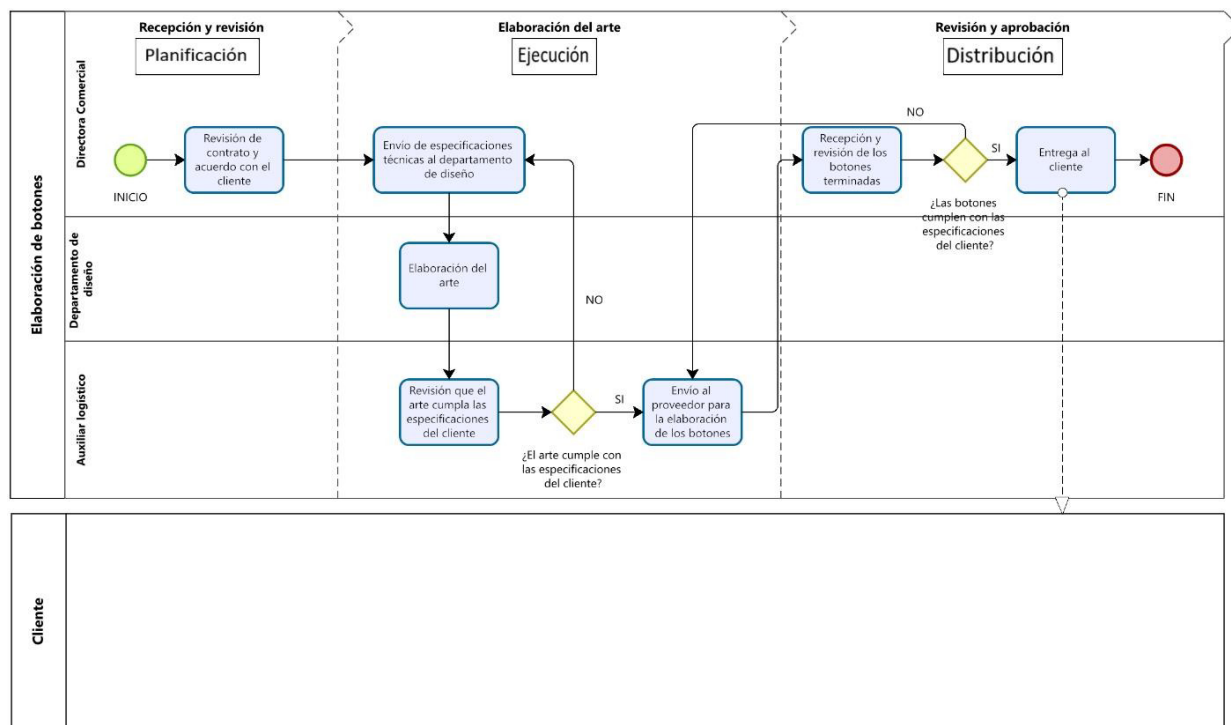 Recepción y revisión
Planificación
Elaboración del arte
Ejecución
Revisión y aprobación
Distribución
Elaboración de botones
Directora Comercial
INICIO
Revisión de
contrato y
acuerdo con el
cliente
Envío de especificaciones
técnicas al departamento
de diseño
Recepción y
revisión de los
botones
terminadas
NO
SI
¿Las botones
cumplen con las
especificaciones
del cliente?
Entrega al
cliente
FIN
Departamento de
diseño
Elaboración del
arte
NO
Auxiliar logístico
Revisión que el
arte cumpla las
especificaciones
del cliente
¿El arte cumple con
las especificaciones
del cliente?
SI
Envío al
proveedor para
la elaboración
de los botones
Cliente